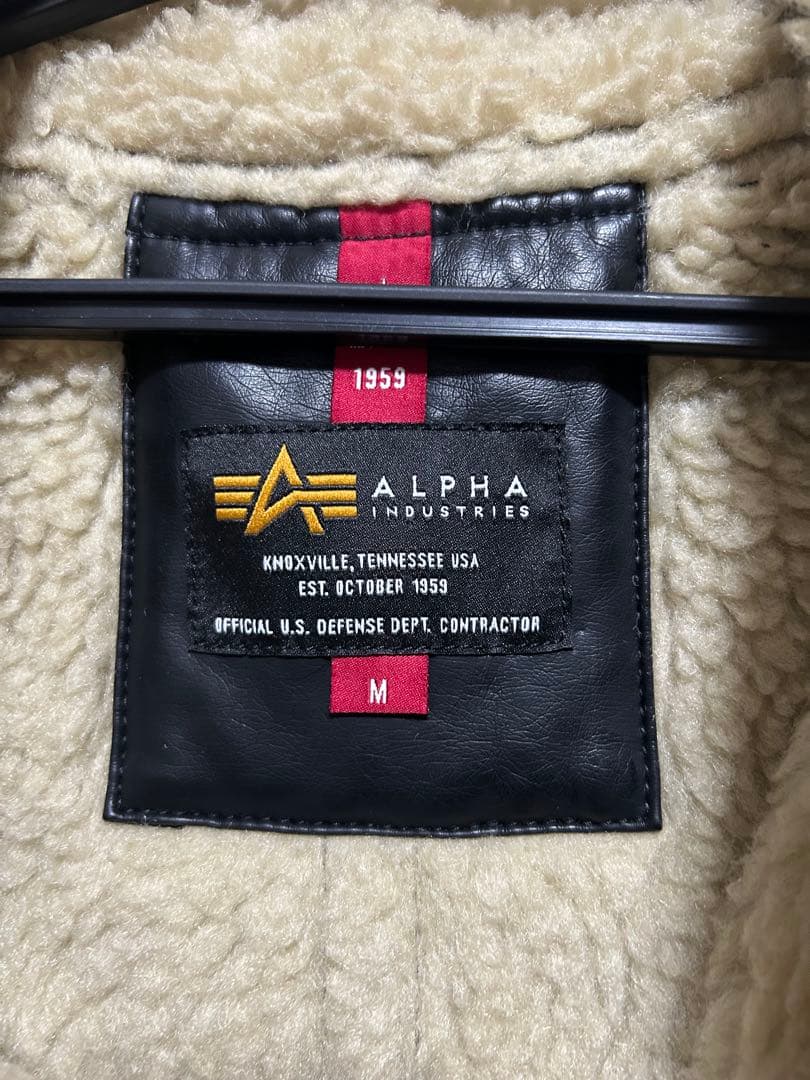 1959
ALPHA
INDUSTRIES
KNOXVILLE, TENNESSEE USA
EST. OCTOBER 1959
OFFICIAL U.S. DEFENSE DEPT. CONTRACTOR
M